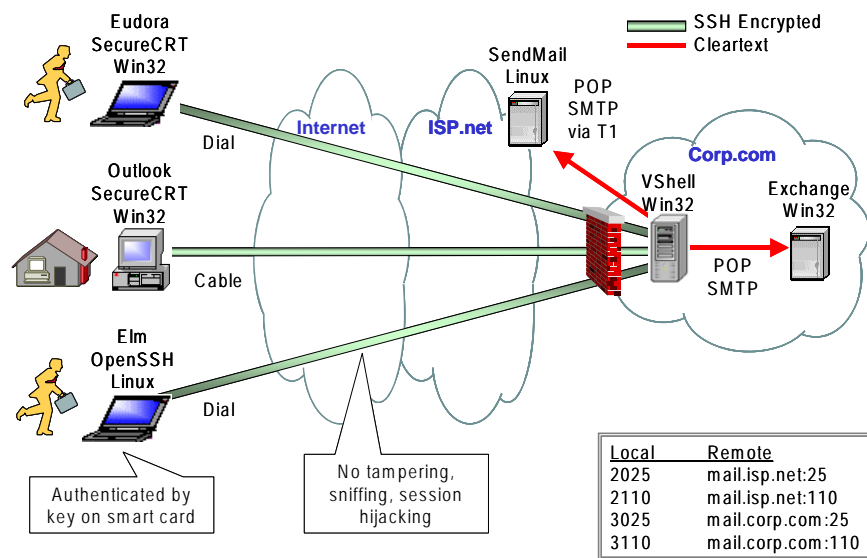 Eudora
SecureCRT
Win32
Dial
Outlook
SecureCRT
Win32
Cable
Elm
OpenSSH
Linux
Dial
Authenticated by
key on smart card
Internet
ISP.net
No tampering,
sniffing, session
hijacking
SSH Encrypted
Cleartext
SendMail
Linux
POP
SMTP
via T1
Corp.com
VShell
Win32
Exchange
Win32
POP
SMTP
Local Remote
2025 mail.isp.net:25
2110 mail.isp.net:110
3025 mail.corp.com:25
3110 mail.corp.com:110